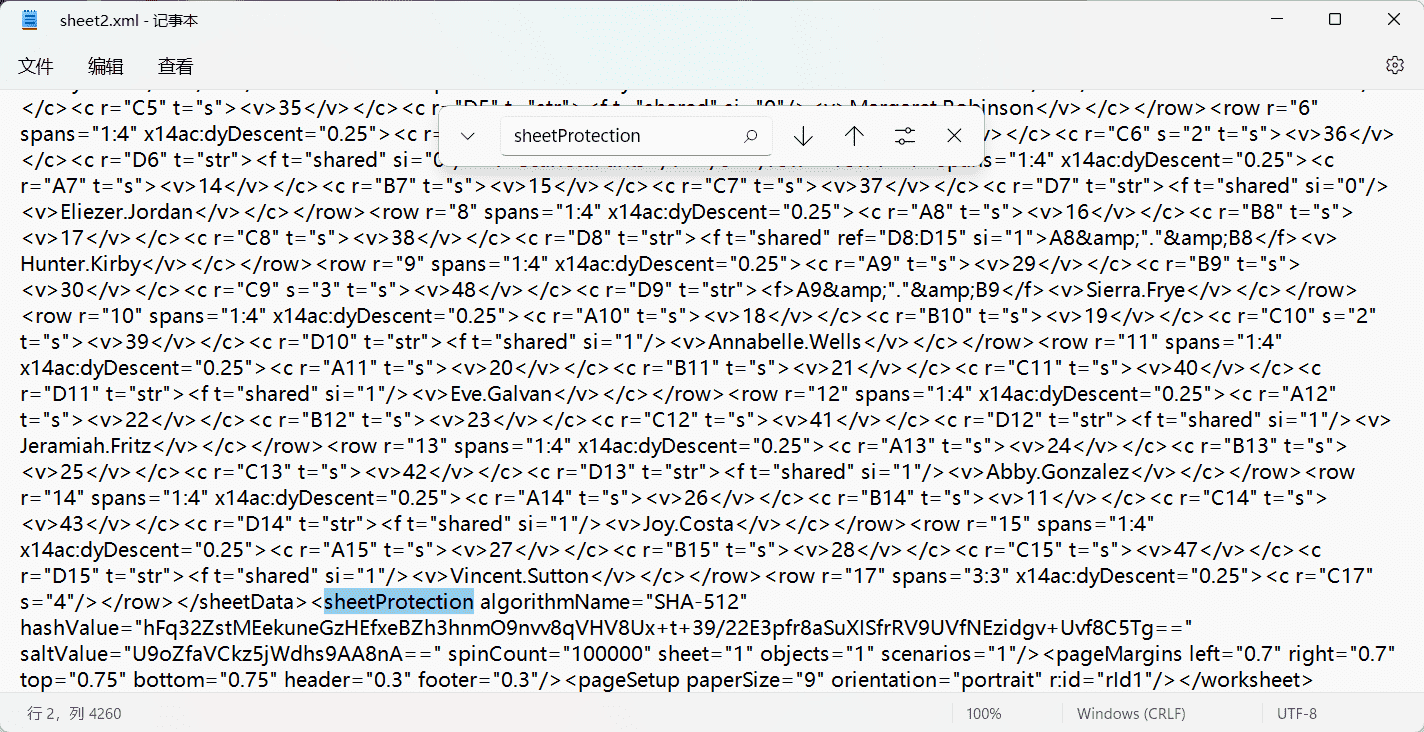 sheet2.xml - 记事本
文件 编辑 查看
</c><c r="C5" t="s"><v>35</v></c><c r="D5" t="str"><f t="shared" si="0"/><v>Margaret.Robinson</v></c></row><row r="6"
sheetProtection
spans="1:4" x14ac:dyDescent="0.25"><c r= </c><c r="C6" s="2" t="s"><v>36</v>
</c><c r="D6" t="str"><f t="shared" si="0 spans="1:4" x14ac:dyDescent="0.25"><c
r="A7" t="s"><v>14</v></c><c r="B7" t="s"><v>15</v></c><c r="C7" t="s"><v>37</v></c><c r="D7" t="str"><f t="shared" si="0"/>
<v>Eliezer.Jordan</v></c></row><row r="8" spans="1:4" x14ac:dyDescent="0.25"><c r="A8" t="s"><v>16</v></c><c r="B8" t="s">
<v>17</v></c><c r="C8" t="s"><v>38</v></c><c r="D8" t="str"><f t="shared" ref="D8:D15" si="1">A8&amp;"."&amp;B8</f><v>
Hunter.Kirby</v></c></row><row r="9" spans="1:4" x14ac:dyDescent="0.25"><c r="A9" t="s"><v>29</v></c><c r="B9" t="s">
<v>30</v></c><c r="C9" s="3" t="s"><v>48</v></c><c r="D9" t="str"><f>A9&amp;"."&amp;B9</f><v>Sierra.Frye</v></c></row>
<row r="10" spans="1:4" x14ac:dyDescent="0.25"><c r="A10" t="s"><v>18</v></c><c r="B10" t="s"><v>19</v></c><c r="C10" s="2"
t="s"><v>39</v></c><c r="D10" t="str"><f t="shared" si="1"/><v>Annabelle.Wells</v></c></row><row r="11" spans="1:4"
x14ac:dyDescent="0.25"><c r="A11" t="s"><v>20</v></c><c r="B11" t="s"><v>21</v></c><c r="C11" t="s"><v>40</v></c><c
r="D11" t="str"><f t="shared" si="1"/><v>Eve.Galvan</v></c></row><row r="12" spans="1:4" x14ac:dyDescent="0.25"><c r="A12"
t="s"><v>22</v></c><c r="B12" t="s"><v>23</v></c><c r="C12" t="s"><v>41</v></c><c r="D12" t="str"><f t="shared" si="1"/><v>
Jeramiah.Fritz</v></c></row><row r="13" spans="1:4" x14ac:dyDescent="0.25"><c r="A13" t="s"><v>24</v></c><c r="B13" t="s">
<v>25</v></c><c r="C13" t="s"><v>42</v></c><c r="D13" t="str"><f t="shared" si="1"/><v>Abby.Gonzalez</v></c></row><row
r="14" spans="1:4" x14ac:dyDescent="0.25"><c r="A14" t="s"><v>26</v></c><c r="B14" t="s"><v>11</v></c><c r="C14" t="s">
<v>43</v></c><c r="D14" t="str"><f t="shared" si="1"/><v>Joy.Costa</v></c></row><row r="15" spans="1:4"
x14ac:dyDescent="0.25"><c r="A15" t="s"><v>27</v></c><c r="B15" t="s"><v>28</v></c><c r="C15" t="s"><v>47</v></c><c
r="D15" t="str"><f t="shared" si="1"/><v>Vincent.Sutton</v></c></row><row r="17" spans="3:3" x14ac:dyDescent="0.25"><c r="C17"
s="4"/></row></sheetData><sheetProtection algorithmName="SHA-512"
hashValue="hFq32ZstMEekuneGzHEfxeBZh3hnmO9nvv8qVHV8Ux+t+39/22E3pfr8aSuXISfrRV9UVfNEzidgv+Uvf8C5Tg=="
saltValue="U9oZfaVCkz5jWdhs9AA8nA==" spinCount="100000" sheet="1" objects="1" scenarios="1"/><pageMargins left="0.7" right="0.7"
top="0.75" bottom="0.75" header="0.3" footer="0.3"/><pageSetup paperSize="9" orientation="portrait" r:id="rId1"/></worksheet>
行 2，列 4260 100% Windows (CRLF) UTF-8